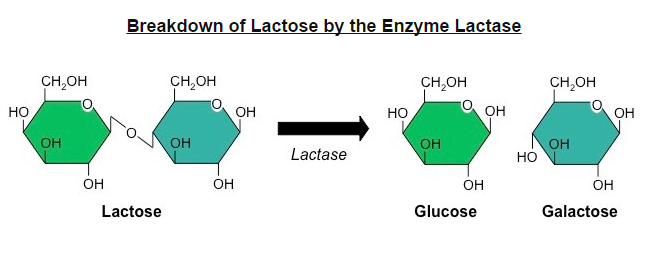 Breakdown of Lactose by the Enzyme Lactase
CH₂OH CH₂OH CH₂OH CH₂OH
HO O O OH HO O OH O OH
OH O OH OH HO OH
OH OH OH OH
Lactase
Lactose Glucose Galactose